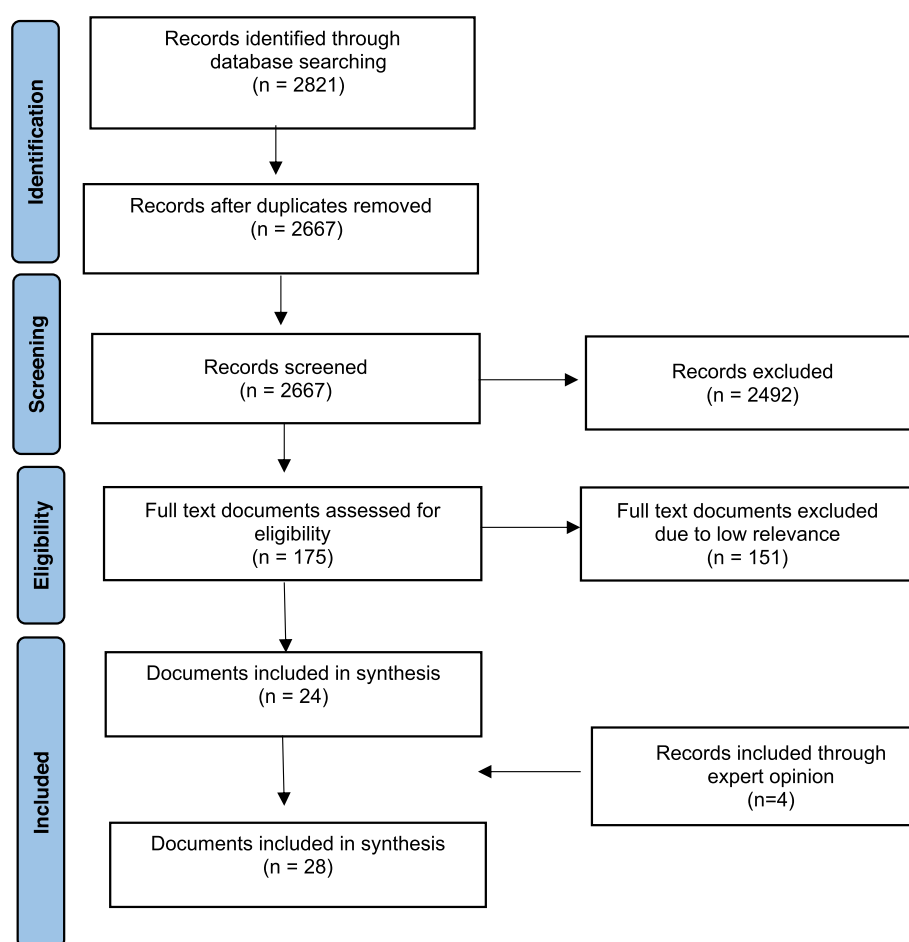 Identification
Records identified through
database searching
(n = 2821)
Records after duplicates removed
(n = 2667)
Screening
Records screened
(n = 2667)
Records excluded
(n = 2492)
Eligibility
Full text documents assessed for
eligibility
(n = 175)
Full text documents excluded
due to low relevance
(n = 151)
Included
Documents included in synthesis
(n = 24)
Records included through
expert opinion
(n=4)
Documents included in synthesis
(n = 28)